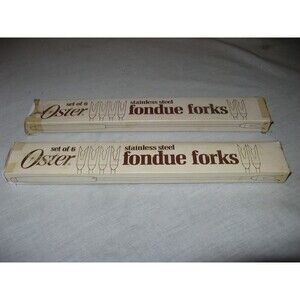 set of 6
Oster
stainless steel
fondue forks
set of 6
Oster
stainless steel
fondue forks